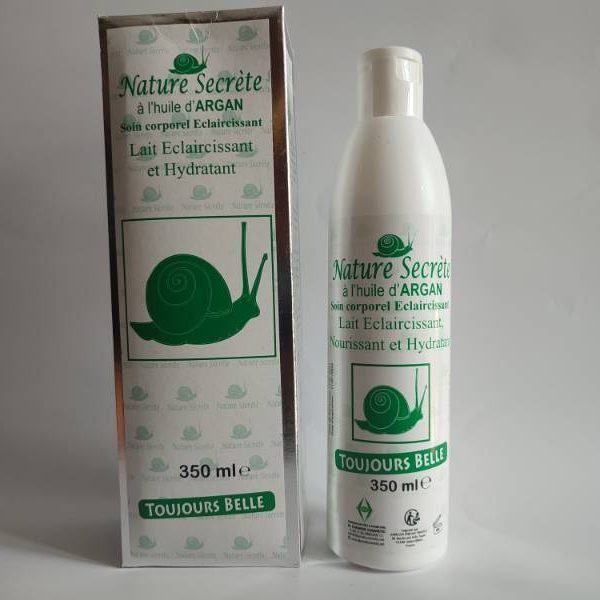 Nature Secrète
à l'huile d'ARGAN
Soin corporel Eclaircissant
Lait Eclaircissant
et Hydratant
350 ml e
TOUJOURS BELLE
Nature Secrète
à l'huile d'ARGAN
Soin corporel Eclaircissant
Lait Eclaircissant,
Nourissant et Hydratant
TOUJOURS BELLE
350 ml e